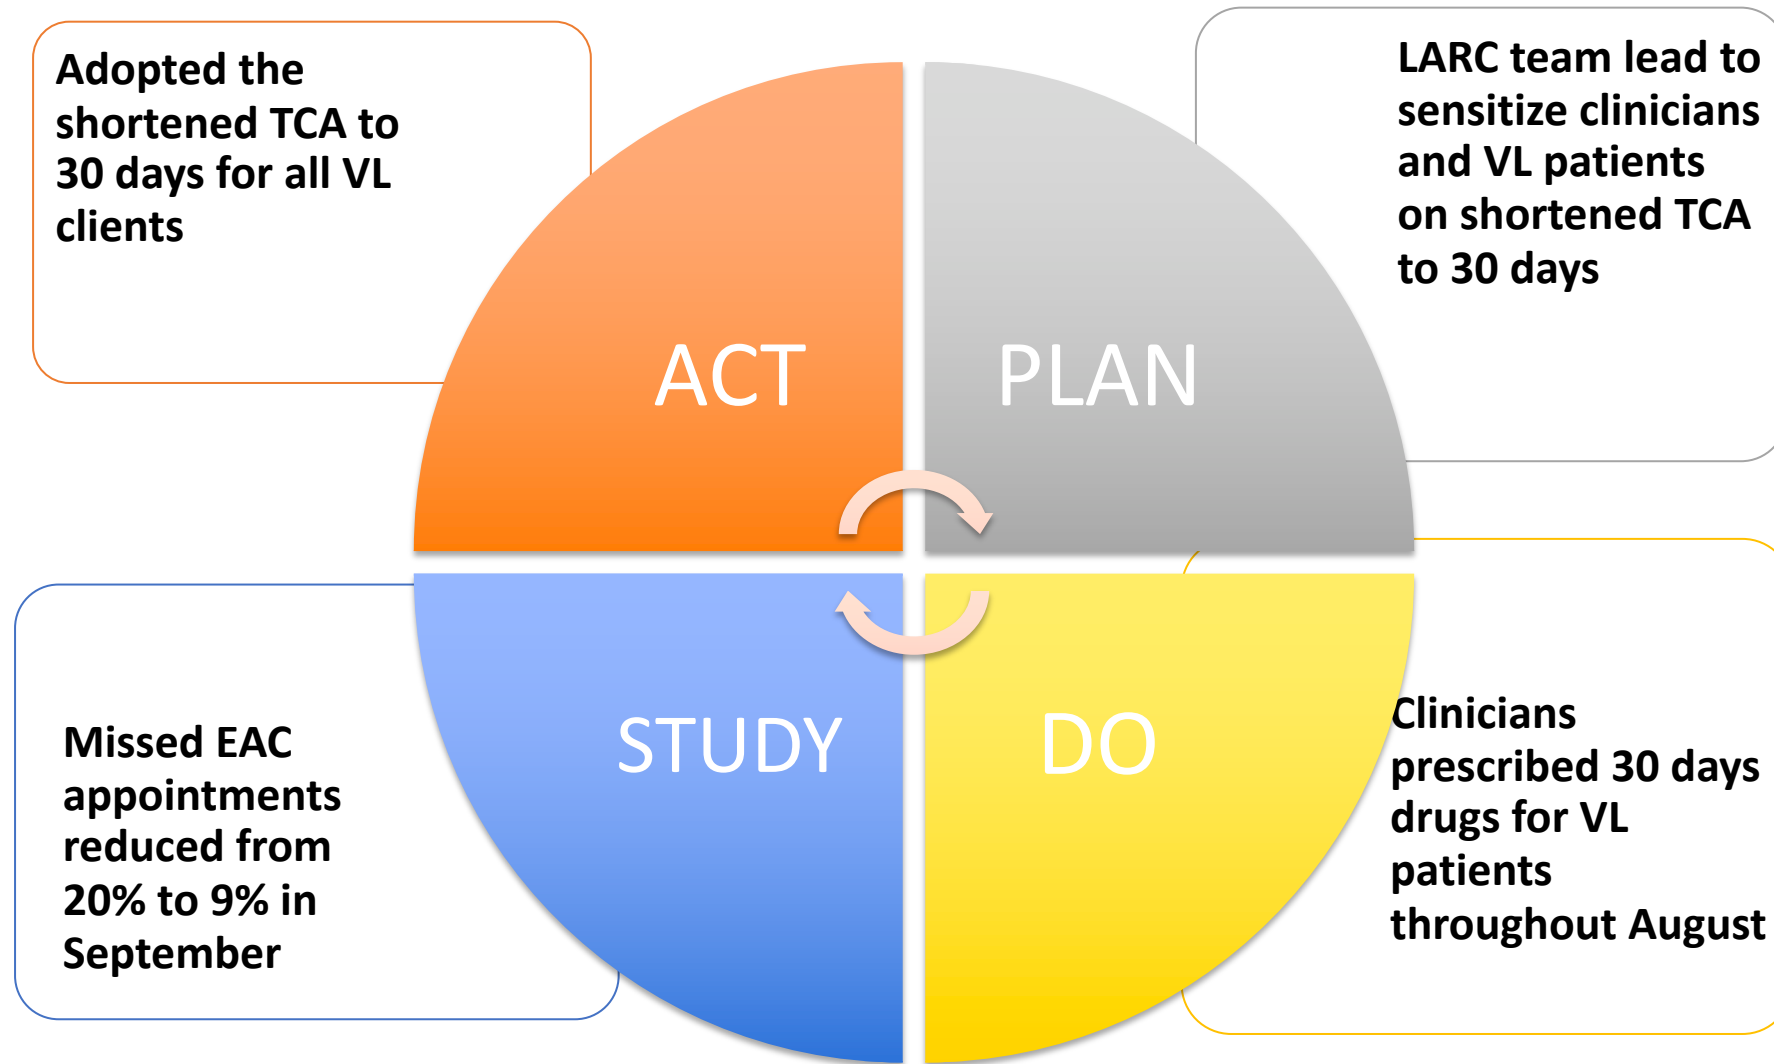 Adopted the
shortened TCA to
30 days for all VL
clients
LARC team lead to
sensitize clinicians
and VL patients
on shortened TCA
to 30 days
ACT
PLAN
STUDY
DO
Missed EAC
appointments
reduced from
20% to 9% in
September
Clinicians
prescribed 30 days
drugs for VL
patients
throughout August